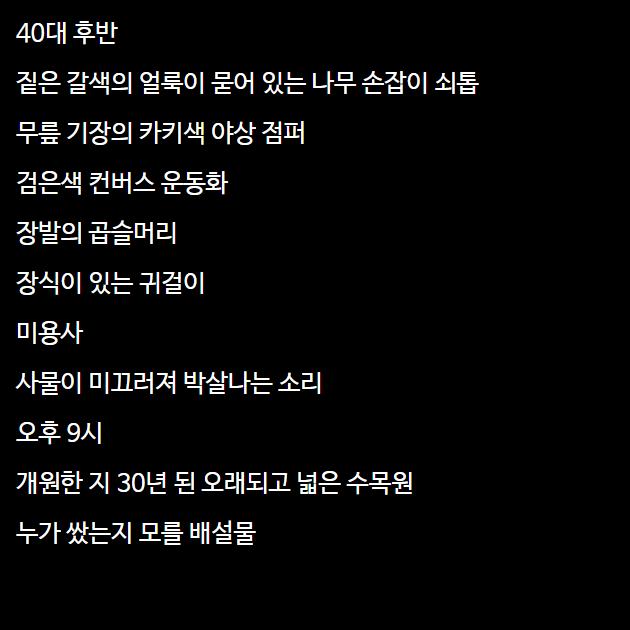 40대 후반
짙은 갈색의 얼룩이 묻어 있는 나무 손잡이 쇠톱
무릎 기장의 카키색 야상 점퍼
검은색 컨버스 운동화
장발의 곱슬머리
장식이 있는 귀걸이
미용사
사물이 미끄러져 박살나는 소리
오후 9시
개원한 지 30년 된 오래되고 넓은 수목원
누가 쌌는지 모를 배설물